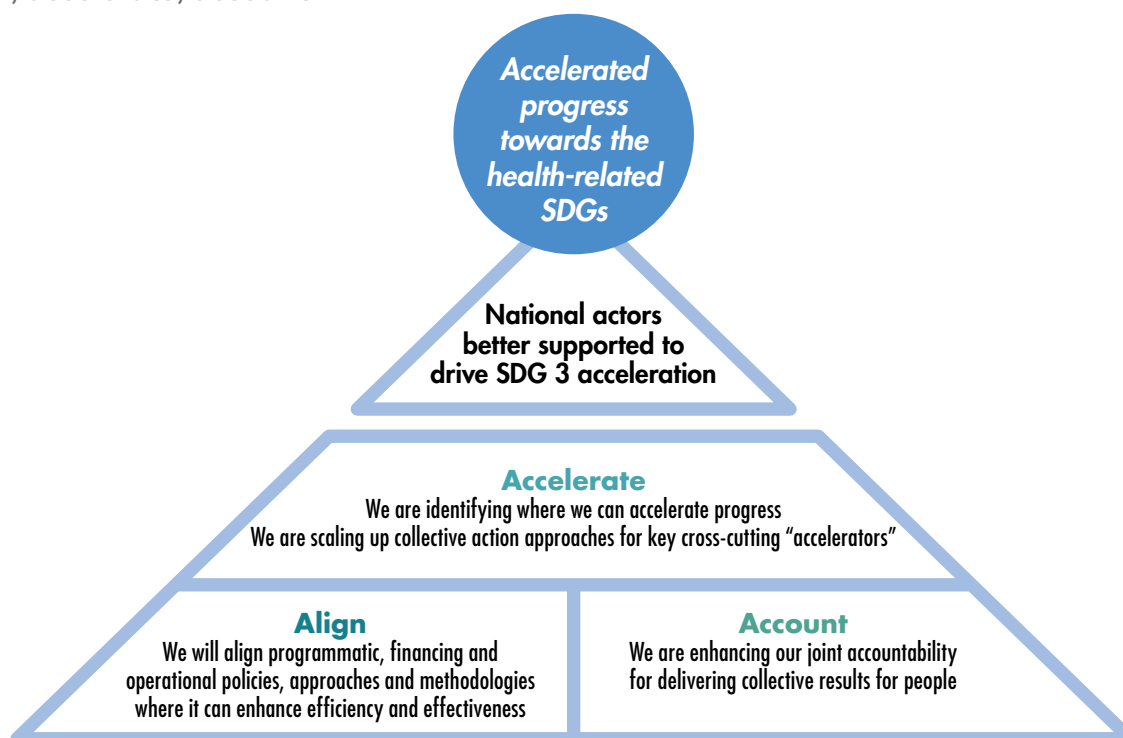 Accelerated
progress
towards the
health-related
SDGs
National actors
better supported to
drive SDG 3 acceleration
Accelerate
We are identifying where we can accelerate progress
We are scaling up collective action approaches for key cross-cutting “accelerators”
Align
We will align programmatic, financing and
operational policies, approaches and methodologies
where it can enhance efficiency and effectiveness
Account
We are enhancing our joint accountability
for delivering collective results for people